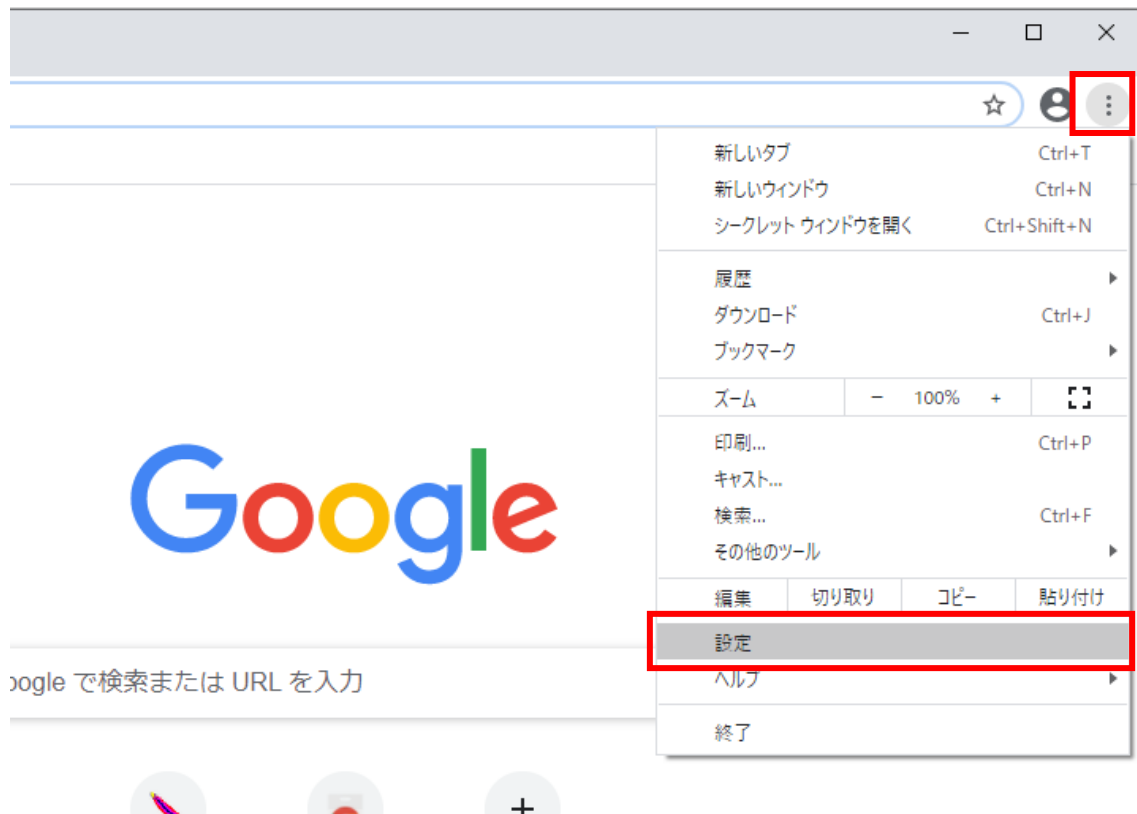 新しいタブ Ctrl+T
新しいウィンドウ Ctrl+N
シークレット ウィンドウを開く Ctrl+Shift+N
履歴
ダウンロード Ctrl+J
ブックマーク
ズーム − 100% +
印刷... Ctrl+P
キャスト...
検索... Ctrl+F
その他のツール
編集 切り取り コピー 貼り付け
設定
ヘルプ
終了
Google
oogle で検索または URL を入力